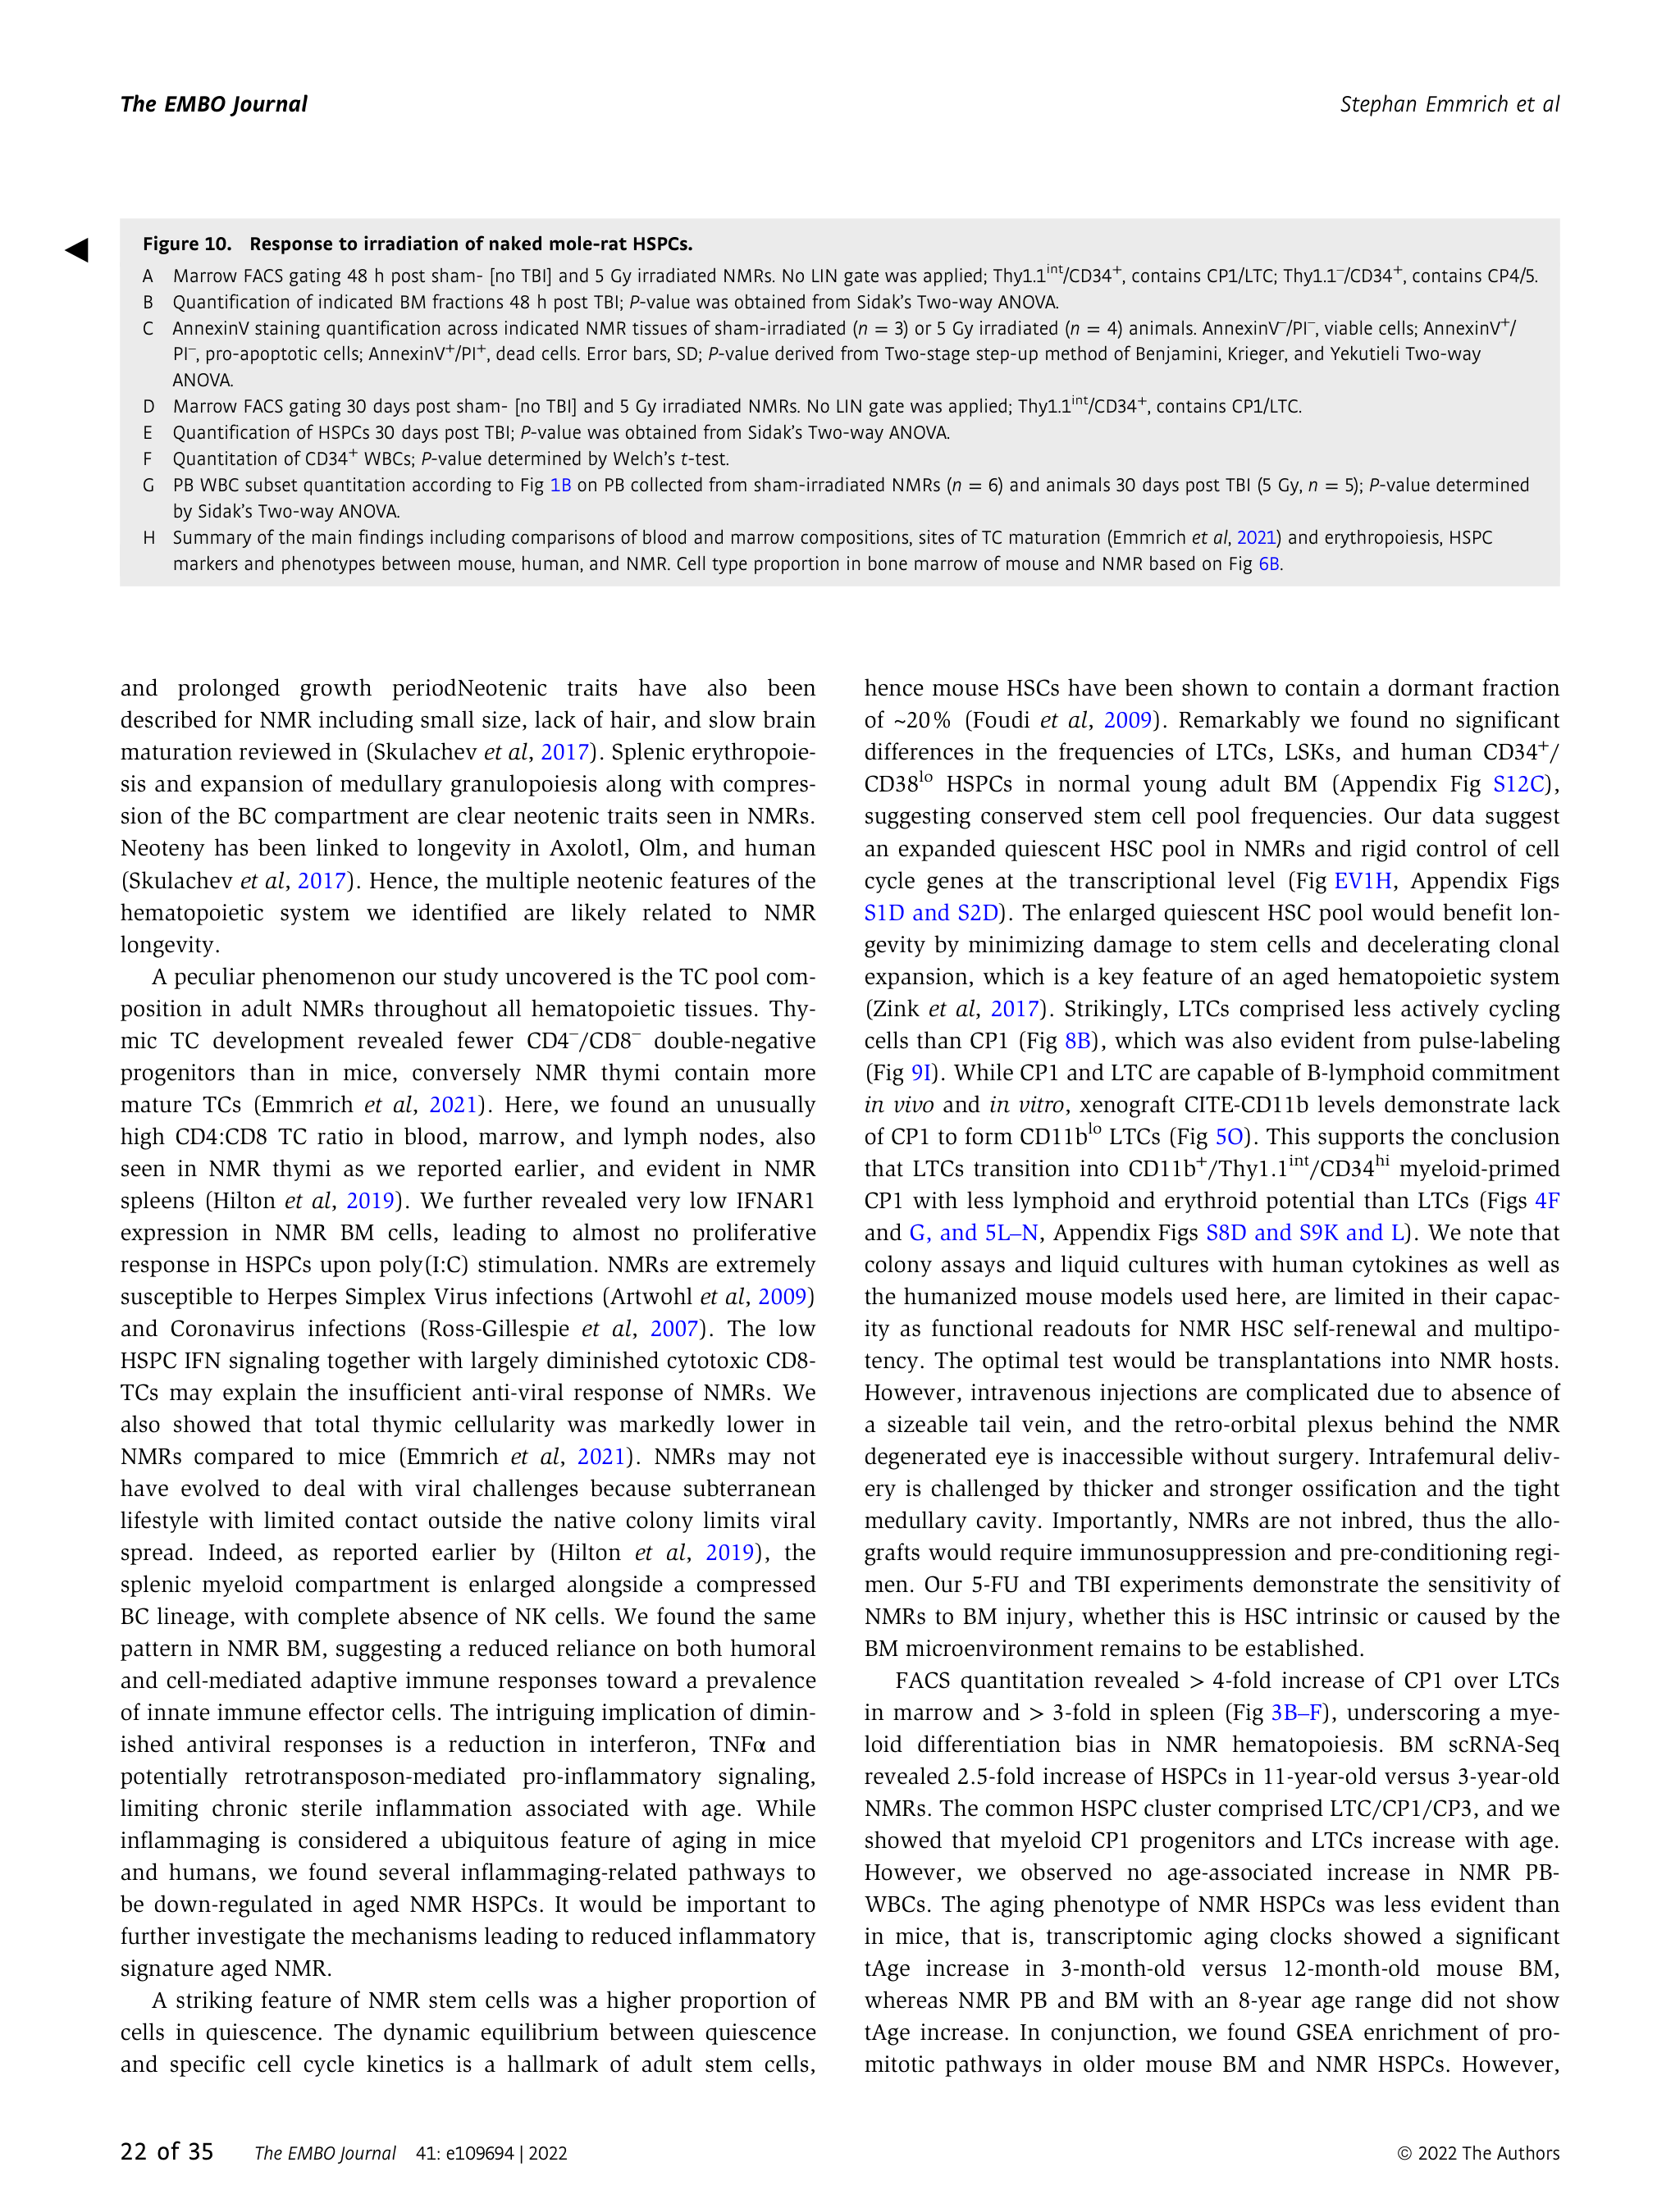 The EMBO Journal
Stephan Emmrich et al
Figure 10. Response to irradiation of naked mole-rat HSPCs.
A Marrow FACS gating 48 h post sham- [no TBI] and 5 Gy irradiated NMRs. No LIN gate was applied; Thy1.1int/CD34+, contains CP1/LTC; Thy1.1−/CD34+, contains CP4/5.
B Quantification of indicated BM fractions 48 h post TBI; P-value was obtained from Sidak's Two-way ANOVA.
C AnnexinV staining quantification across indicated NMR tissues of sham-irradiated (n = 3) or 5 Gy irradiated (n = 4) animals. AnnexinV−/PI−, viable cells; AnnexinV+/
PI−, pro-apoptotic cells; AnnexinV+/PI+, dead cells. Error bars, SD; P-value derived from Two-stage step-up method of Benjamini, Krieger, and Yekutieli Two-way
ANOVA.
D Marrow FACS gating 30 days post sham- [no TBI] and 5 Gy irradiated NMRs. No LIN gate was applied; Thy1.1int/CD34+, contains CP1/LTC.
E Quantification of HSPCs 30 days post TBI; P-value was obtained from Sidak's Two-way ANOVA.
F Quantitation of CD34+ WBCs; P-value determined by Welch's t-test.
G PB WBC subset quantitation according to Fig 1B on PB collected from sham-irradiated NMRs (n = 6) and animals 30 days post TBI (5 Gy, n = 5); P-value determined
by Sidak's Two-way ANOVA.
H Summary of the main findings including comparisons of blood and marrow compositions, sites of TC maturation (Emmrich et al, 2021) and erythropoiesis, HSPC
markers and phenotypes between mouse, human, and NMR. Cell type proportion in bone marrow of mouse and NMR based on Fig 6B.
and prolonged growth periodNeotenic traits have also been
described for NMR including small size, lack of hair, and slow brain
maturation reviewed in (Skulachev et al, 2017). Splenic erythropoie-
sis and expansion of medullary granulopoiesis along with compres-
sion of the BC compartment are clear neotenic traits seen in NMRs.
Neoteny has been linked to longevity in Axolotl, Olm, and human
(Skulachev et al, 2017). Hence, the multiple neotenic features of the
hematopoietic system we identified are likely related to NMR
longevity.
A peculiar phenomenon our study uncovered is the TC pool com-
position in adult NMRs throughout all hematopoietic tissues. Thy-
mic TC development revealed fewer CD4−/CD8− double-negative
progenitors than in mice, conversely NMR thymi contain more
mature TCs (Emmrich et al, 2021). Here, we found an unusually
high CD4:CD8 TC ratio in blood, marrow, and lymph nodes, also
seen in NMR thymi as we reported earlier, and evident in NMR
spleens (Hilton et al, 2019). We further revealed very low IFNAR1
expression in NMR BM cells, leading to almost no proliferative
response in HSPCs upon poly(I:C) stimulation. NMRs are extremely
susceptible to Herpes Simplex Virus infections (Artwohl et al, 2009)
and Coronavirus infections (Ross-Gillespie et al, 2007). The low
HSPC IFN signaling together with largely diminished cytotoxic CD8-
TCs may explain the insufficient anti-viral response of NMRs. We
also showed that total thymic cellularity was markedly lower in
NMRs compared to mice (Emmrich et al, 2021). NMRs may not
have evolved to deal with viral challenges because subterranean
lifestyle with limited contact outside the native colony limits viral
spread. Indeed, as reported earlier by (Hilton et al, 2019), the
splenic myeloid compartment is enlarged alongside a compressed
BC lineage, with complete absence of NK cells. We found the same
pattern in NMR BM, suggesting a reduced reliance on both humoral
and cell-mediated adaptive immune responses toward a prevalence
of innate immune effector cells. The intriguing implication of dimin-
ished antiviral responses is a reduction in interferon, TNFα and
potentially retrotransposon-mediated pro-inflammatory signaling,
limiting chronic sterile inflammation associated with age. While
inflammaging is considered a ubiquitous feature of aging in mice
and humans, we found several inflammaging-related pathways to
be down-regulated in aged NMR HSPCs. It would be important to
further investigate the mechanisms leading to reduced inflammatory
signature aged NMR.
A striking feature of NMR stem cells was a higher proportion of
cells in quiescence. The dynamic equilibrium between quiescence
and specific cell cycle kinetics is a hallmark of adult stem cells,
hence mouse HSCs have been shown to contain a dormant fraction
of ~20% (Foudi et al, 2009). Remarkably we found no significant
differences in the frequencies of LTCs, LSKs, and human CD34+/
CD38lo HSPCs in normal young adult BM (Appendix Fig S12C),
suggesting conserved stem cell pool frequencies. Our data suggest
an expanded quiescent HSC pool in NMRs and rigid control of cell
cycle genes at the transcriptional level (Fig EV1H, Appendix Figs
S1D and S2D). The enlarged quiescent HSC pool would benefit lon-
gevity by minimizing damage to stem cells and decelerating clonal
expansion, which is a key feature of an aged hematopoietic system
(Zink et al, 2017). Strikingly, LTCs comprised less actively cycling
cells than CP1 (Fig 8B), which was also evident from pulse-labeling
(Fig 9I). While CP1 and LTC are capable of B-lymphoid commitment
in vivo and in vitro, xenograft CITE-CD11b levels demonstrate lack
of CP1 to form CD11blo LTCs (Fig 5O). This supports the conclusion
that LTCs transition into CD11b+/Thy1.1int/CD34hi myeloid-primed
CP1 with less lymphoid and erythroid potential than LTCs (Figs 4F
and G, and 5L–N, Appendix Figs S8D and S9K and L). We note that
colony assays and liquid cultures with human cytokines as well as
the humanized mouse models used here, are limited in their capac-
ity as functional readouts for NMR HSC self-renewal and multipo-
tency. The optimal test would be transplantations into NMR hosts.
However, intravenous injections are complicated due to absence of
a sizeable tail vein, and the retro-orbital plexus behind the NMR
degenerated eye is inaccessible without surgery. Intrafemural deliv-
ery is challenged by thicker and stronger ossification and the tight
medullary cavity. Importantly, NMRs are not inbred, thus the allo-
grafts would require immunosuppression and pre-conditioning regi-
men. Our 5-FU and TBI experiments demonstrate the sensitivity of
NMRs to BM injury, whether this is HSC intrinsic or caused by the
BM microenvironment remains to be established.
FACS quantitation revealed > 4-fold increase of CP1 over LTCs
in marrow and > 3-fold in spleen (Fig 3B–F), underscoring a mye-
loid differentiation bias in NMR hematopoiesis. BM scRNA-Seq
revealed 2.5-fold increase of HSPCs in 11-year-old versus 3-year-old
NMRs. The common HSPC cluster comprised LTC/CP1/CP3, and we
showed that myeloid CP1 progenitors and LTCs increase with age.
However, we observed no age-associated increase in NMR PB-
WBCs. The aging phenotype of NMR HSPCs was less evident than
in mice, that is, transcriptomic aging clocks showed a significant
tAge increase in 3-month-old versus 12-month-old mouse BM,
whereas NMR PB and BM with an 8-year age range did not show
tAge increase. In conjunction, we found GSEA enrichment of pro-
mitotic pathways in older mouse BM and NMR HSPCs. However,
22 of 35 The EMBO Journal 41: e109694 | 2022
© 2022 The Authors